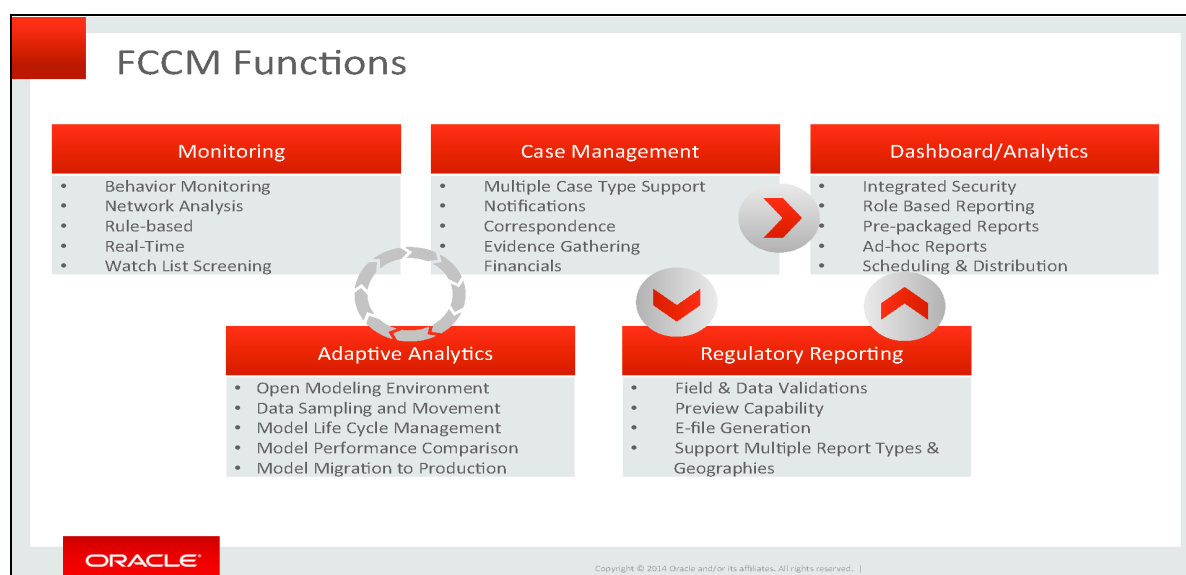 FCCM Functions
Monitoring
• Behavior Monitoring
• Network Analysis
• Rule-based
• Real-Time
• Watch List Screening
Case Management
• Multiple Case Type Support
• Notifications
• Correspondence
• Evidence Gathering
Financials
Dashboard/Analytics
• Integrated Security
• Role Based Reporting
• Pre-packaged Reports
• Ad-hoc Reports
• Scheduling & Distribution
Adaptive Analytics
• Open Modeling Environment
• Data Sampling and Movement
• Model Life Cycle Management
• Model Performance Comparison
• Model Migration to Production
Regulatory Reporting
• Field & Data Validations
• Preview Capability
• E-file Generation
• Support Multiple Report Types &
Geographies
ORACLE®
Copyright © 2014 Oracle and/or its affiliates. All rights reserved. |